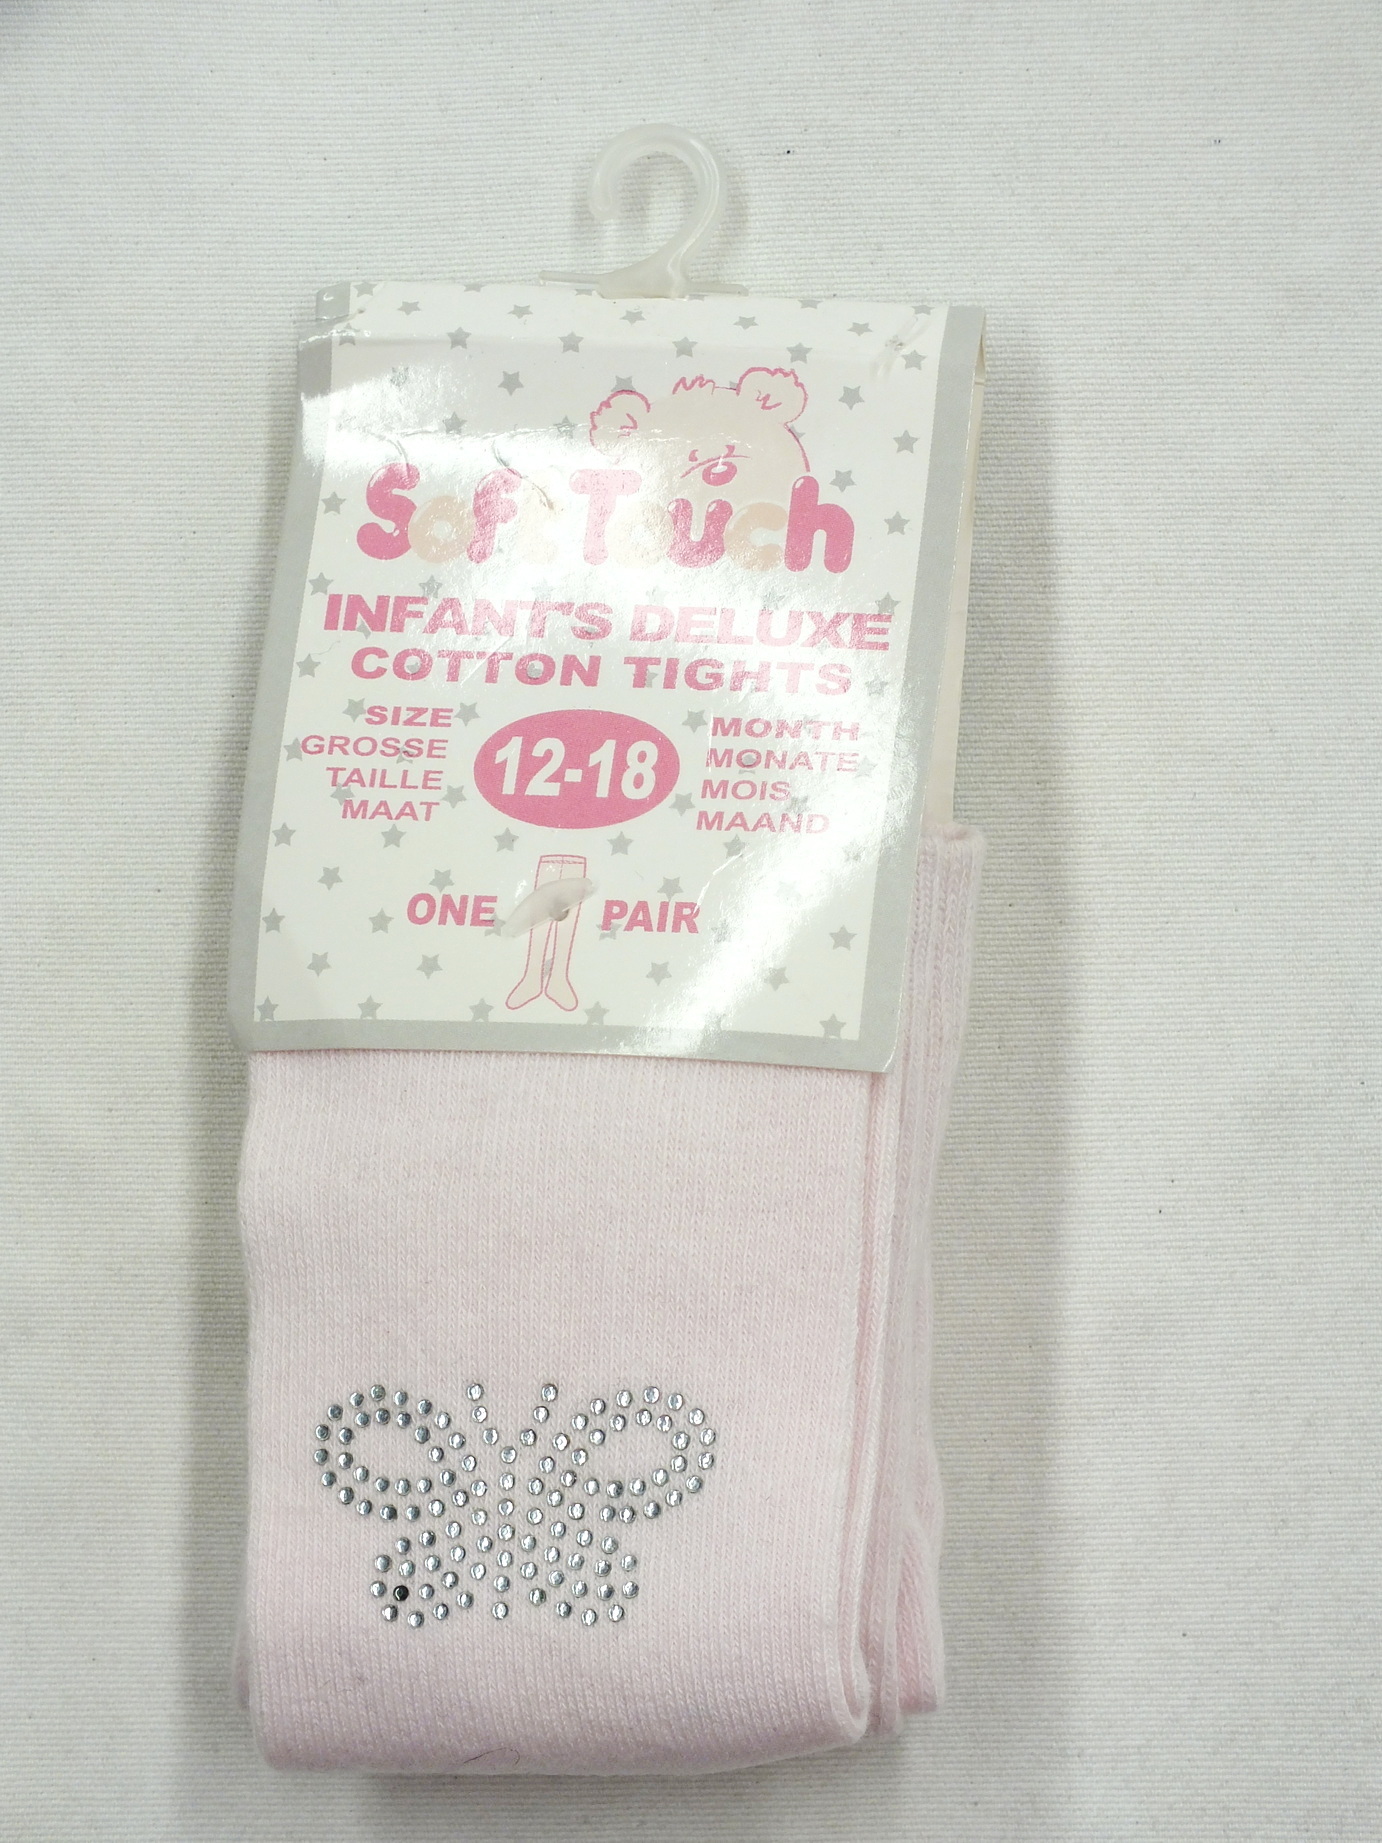 Soft Touch
INFANT'S DELUXE
COTTON TIGHTS
SIZE
GROSSE
TAILLE
MAAT
12-18
MONTH
MONATE
MOIS
MAAND
ONE PAIR